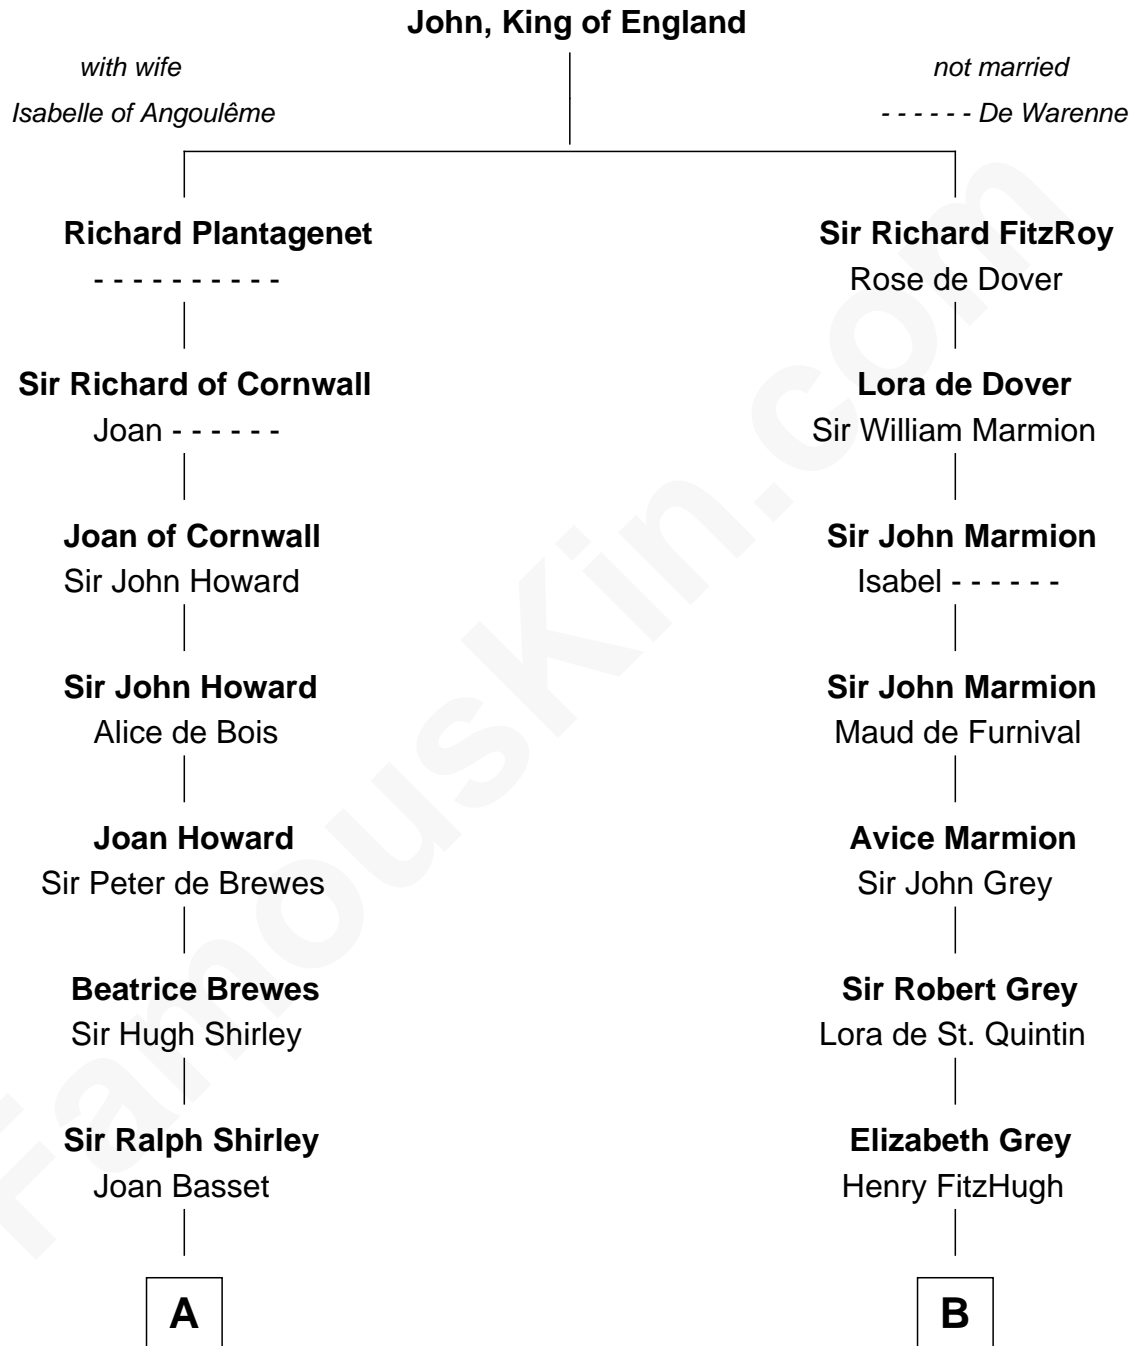 John, King of England
with wife
Isabelle of Angoulême
not married
- - - - - - De Warenne
Richard Plantagenet
- - - - - - - - - -
Sir Richard FitzRoy
Rose de Dover
Sir Richard of Cornwall
Joan - - - - - -
Lora de Dover
Sir William Marmion
Joan of Cornwall
Sir John Howard
Sir John Marmion
Isabel - - - - - -
Sir John Howard
Alice de Bois
Sir John Marmion
Maud de Furnival
Joan Howard
Sir Peter de Brewes
Avice Marmion
Sir John Grey
Beatrice Brewes
Sir Hugh Shirley
Sir Robert Grey
Lora de St. Quintin
Sir Ralph Shirley
Joan Basset
Elizabeth Grey
Henry FitzHugh
A
B
FamousKin.com